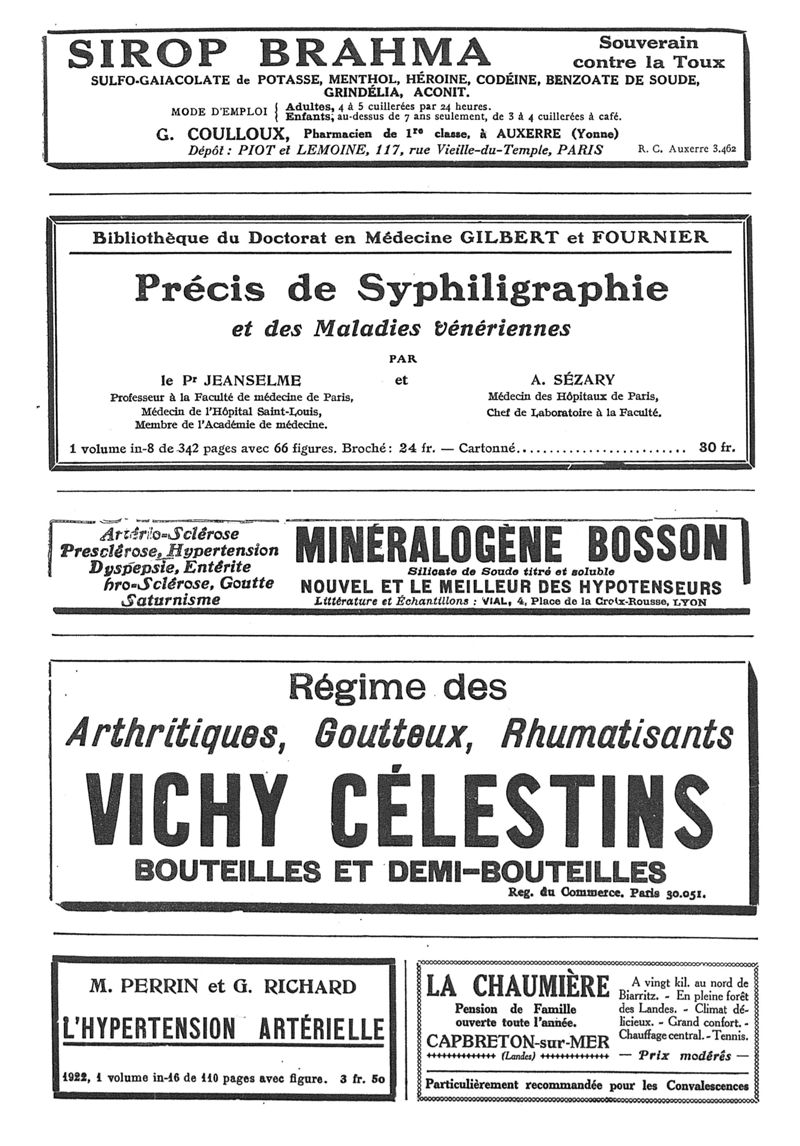 SIROP BRAHMA
Souverain
contre la Toux
SULFO-GAIACOLATE de POTASSE, MENTHOL, HÉROINE, CODÉINE, BENZOATE DE SOUDE,
GRINDÉLIA, ACONIT.
MODE D'EMPLOI { Adultes, 4 à 5 cuillerées par 24 heures.
Enfants, au-dessus de 7 ans seulement, de 3 à 4 cuillerées à café.
G. COULLOUX, Pharmacien de 1re classe, à AUXERRE (Yonne)
Dépôt : PIOT et LEMOINE, 117, rue Vieille-du-Temple, PARIS
R. C. Auxerre 3.462
Bibliothèque du Doctorat en Médecine GILBERT et FOURNIER
Précis de Syphiligraphie
et des Maladies Vénériennes
PAR
le Pr JEANSELME
Professeur à la Faculté de médecine de Paris,
Médecin de l'Hôpital Saint-Louis,
Membre de l'Académie de médecine.
et
A. SÉZARY
Médecin des Hôpitaux de Paris,
Chef de Laboratoire à la Faculté.
1 volume in-8 de 342 pages avec 66 figures. Broché : 24 fr. — Cartonné........................ 30 fr.
Artério-Sclérose
Presclérose, Hypertension
Dyspepsie, Entérite
hro-Sclérose, Goutte
Saturnisme
MINÉRALOGÈNE BOSSON
Silicate de Soude titré et soluble
NOUVEL ET LE MEILLEUR DES HYPOTENSEURS
Littérature et Échantillons : VIAL, 4, Place de la Croix-Rousse, LYON
Régime des
Arthritiques, Goutteux, Rhumatisants
VICHY CÉLESTINS
BOUTEILLES ET DEMI-BOUTEILLES
Reg. du Commerce. Paris 30.051.
M. PERRIN et G. RICHARD
L'HYPERTENSION ARTÉRIELLE
1922, 1 volume in-16 de 110 pages avec figure. 3 fr. 50
LA CHAUMIÈRE
Pension de Famille
ouverte toute l'année.
CAPBRETON-sur-MER
(Landes)
A vingt kil. au nord de
Biarritz. - En pleine forêt
des Landes. - Climat dé-
licieux. - Grand confort. -
Chauffage central. - Tennis.
— Prix modérés —
Particulièrement recommandée pour les Convalescences